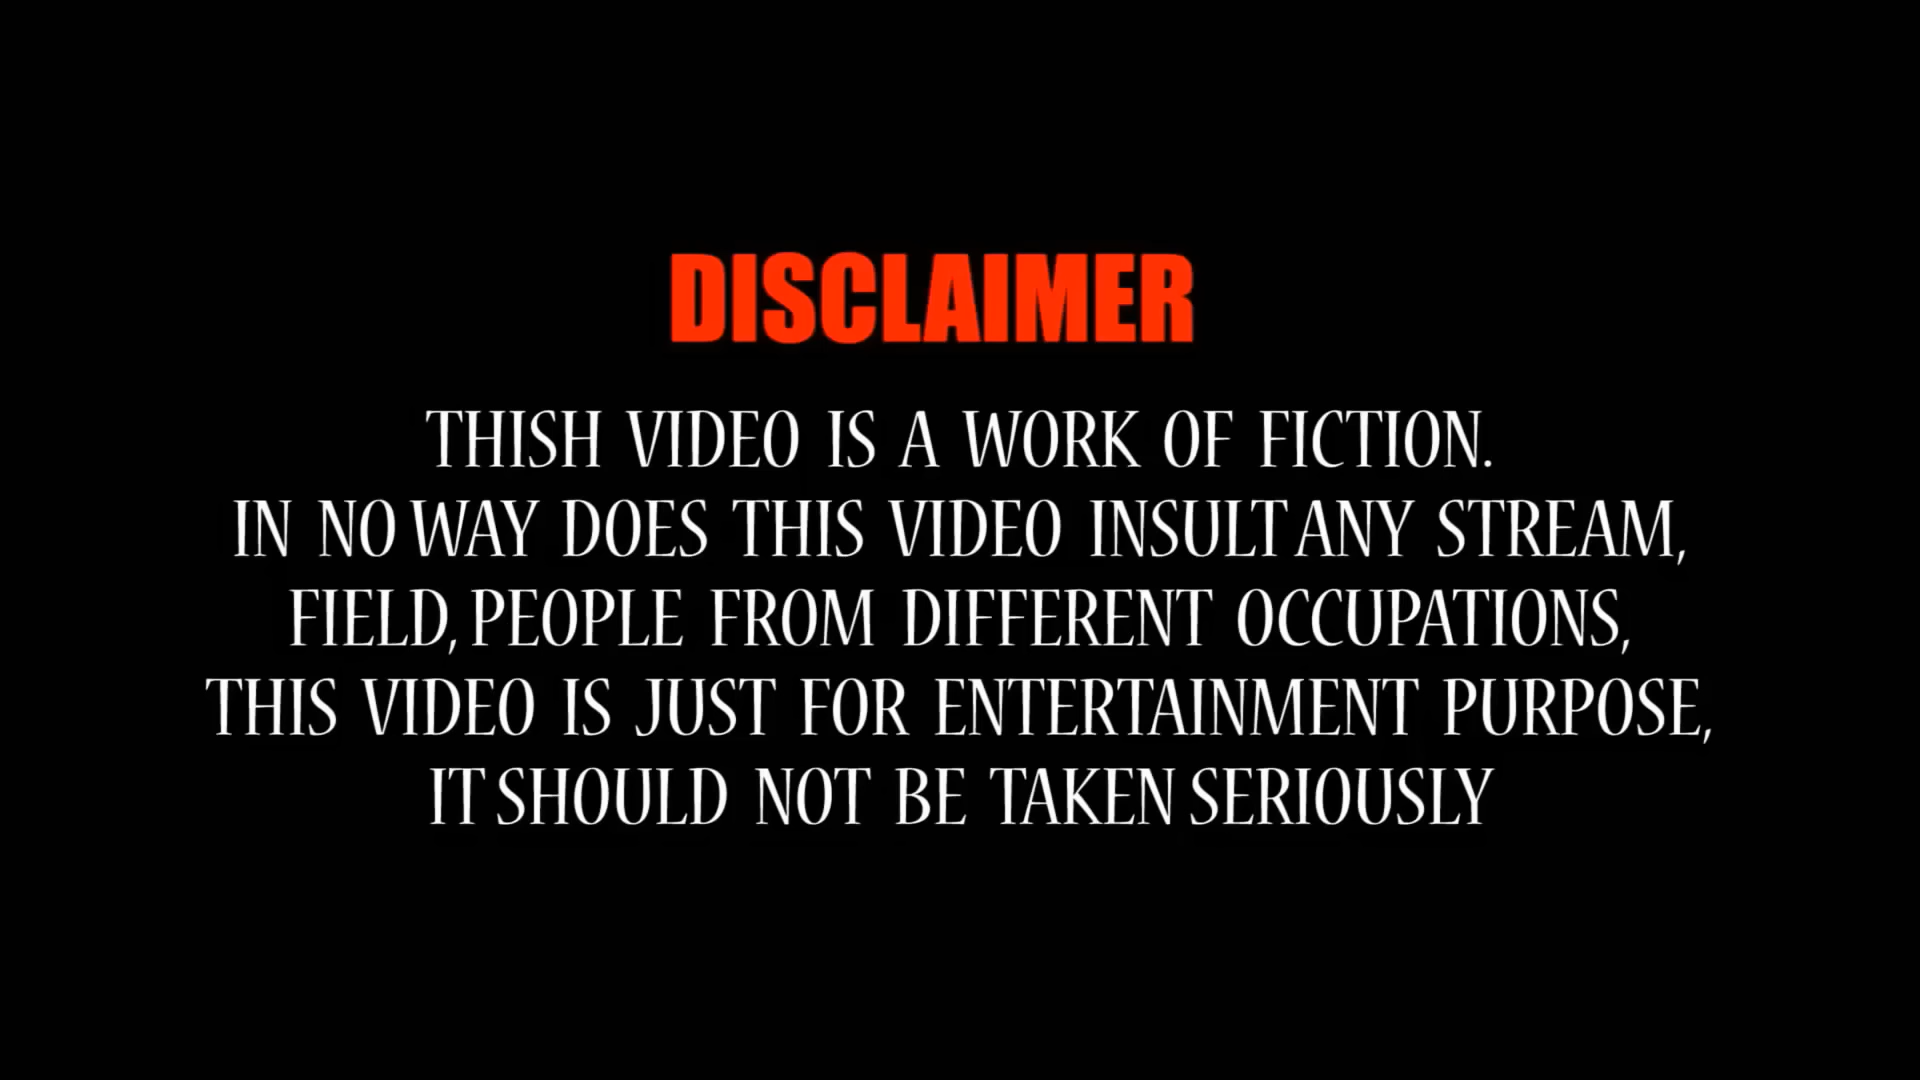 DISCLAIMER
THISH VIDEO IS A WORK OF FICTION.
IN NO WAY DOES THIS VIDEO INSULT ANY STREAM,
FIELD, PEOPLE FROM DIFFERENT OCCUPATIONS,
THIS VIDEO IS JUST FOR ENTERTAINMENT PURPOSE,
IT SHOULD NOT BE TAKEN SERIOUSLY